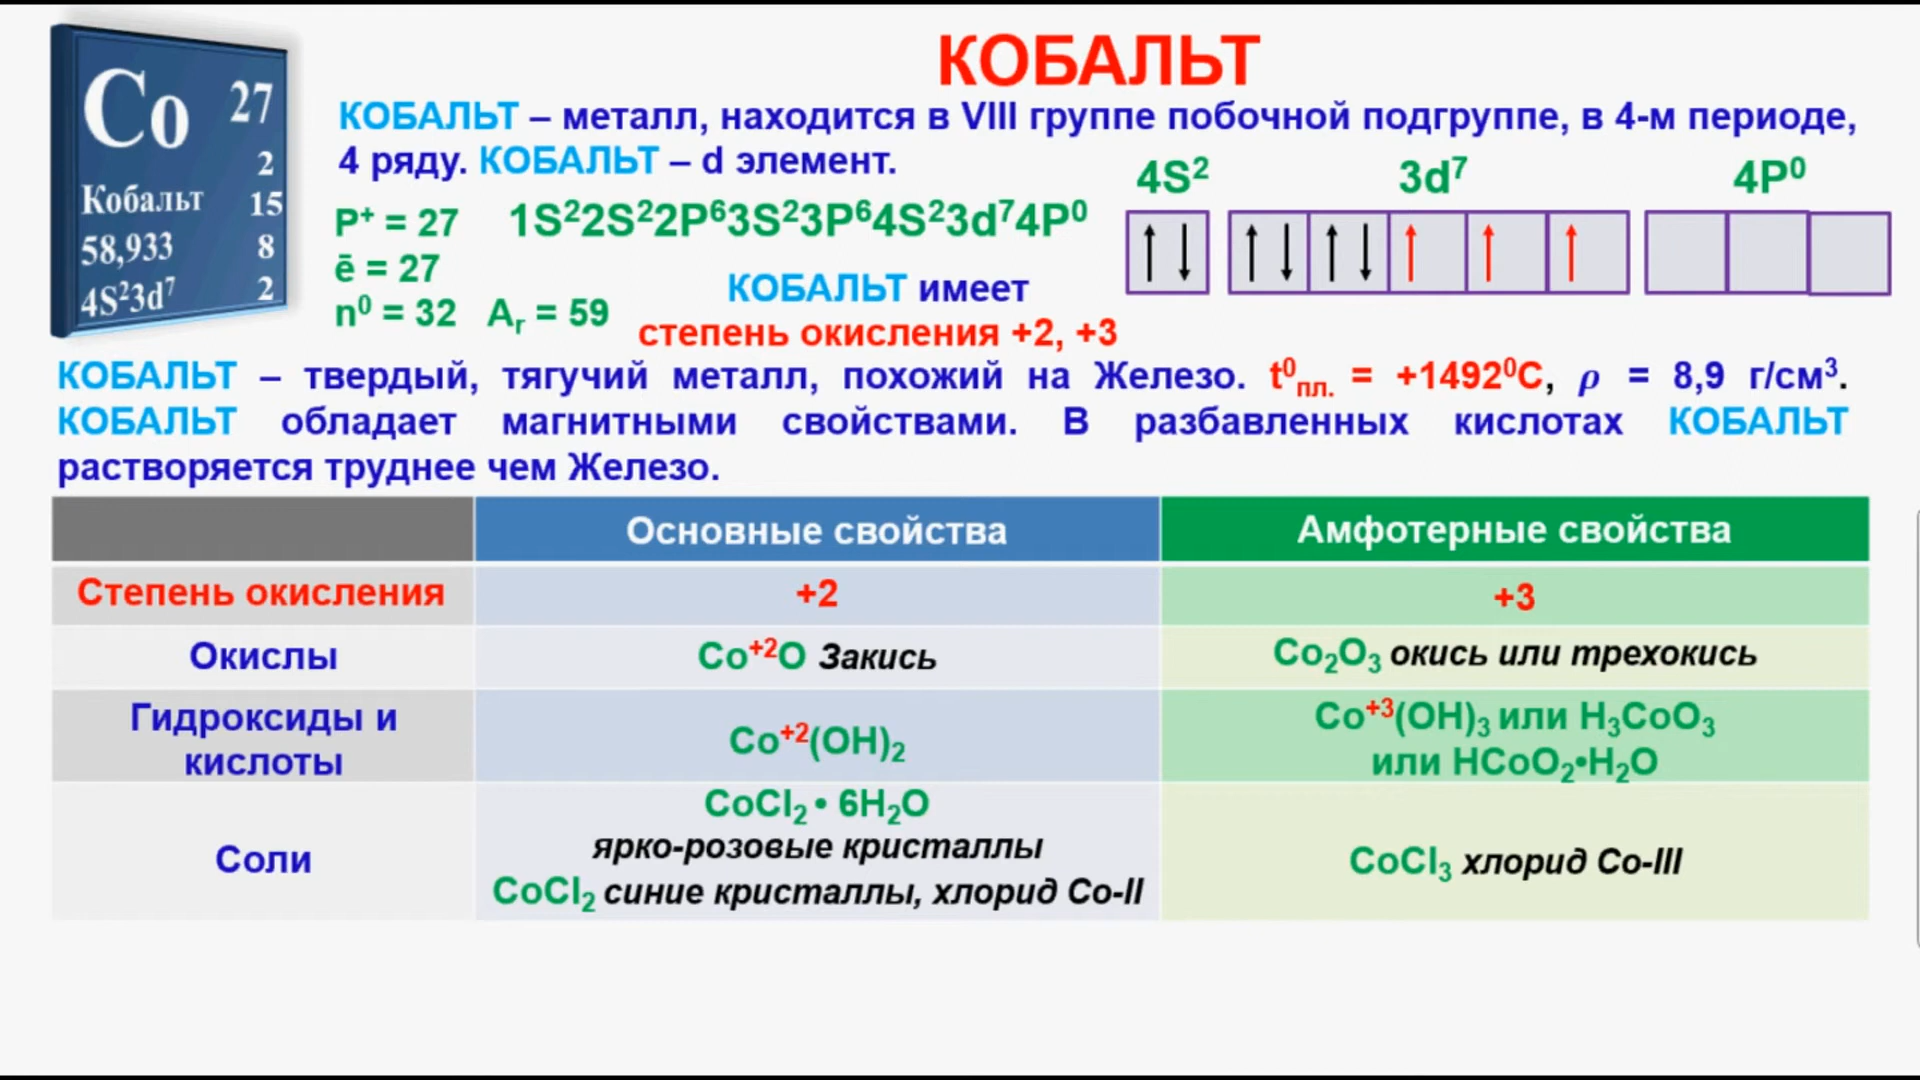 КОБАЛЬТ
Co 27
2
Кобальт 15
58,933 8
4S²3d⁷ 2
КОБАЛЬТ – металл, находится в VIII группе побочной подгруппе, в 4-м периоде,
4 ряду. КОБАЛЬТ – d элемент.
4S² 3d⁷ 4P⁰
P⁺ = 27 1S²2S²2P⁶3S²3P⁶4S²3d⁷4P⁰
ē = 27
n⁰ = 32 Aᵣ = 59
КОБАЛЬТ имеет
степень окисления +2, +3
КОБАЛЬТ – твердый, тягучий металл, похожий на Железо. t⁰пл. = +1492⁰C, ρ = 8,9 г/см³.
КОБАЛЬТ обладает магнитными свойствами. В разбавленных кислотах КОБАЛЬТ
растворяется труднее чем Железо.
Основные свойства Амфотерные свойства
Степень окисления +2 +3
Окислы Co⁺²O Закись Co₂O₃ окись или трехокись
Гидроксиды и
кислоты
Co⁺²(OH)₂
Co⁺³(OH)₃ или H₃CoO₃
или HCoO₂•H₂O
Соли
CoCl₂ • 6H₂O
ярко-розовые кристаллы
CoCl₂ синие кристаллы, хлорид Co-II
CoCl₃ хлорид Co-III